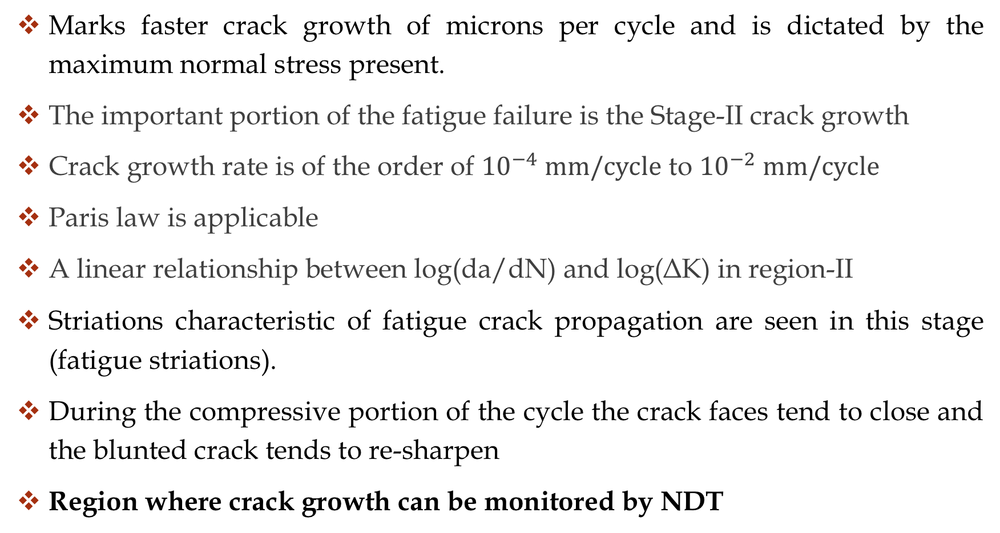 ❖ Marks faster crack growth of microns per cycle and is dictated by the
maximum normal stress present.
❖ The important portion of the fatigue failure is the Stage-II crack growth
❖ Crack growth rate is of the order of 10⁻⁴ mm/cycle to 10⁻² mm/cycle
❖ Paris law is applicable
❖ A linear relationship between log(da/dN) and log(ΔK) in region-II
❖ Striations characteristic of fatigue crack propagation are seen in this stage
(fatigue striations).
❖ During the compressive portion of the cycle the crack faces tend to close and
the blunted crack tends to re-sharpen
❖ Region where crack growth can be monitored by NDT